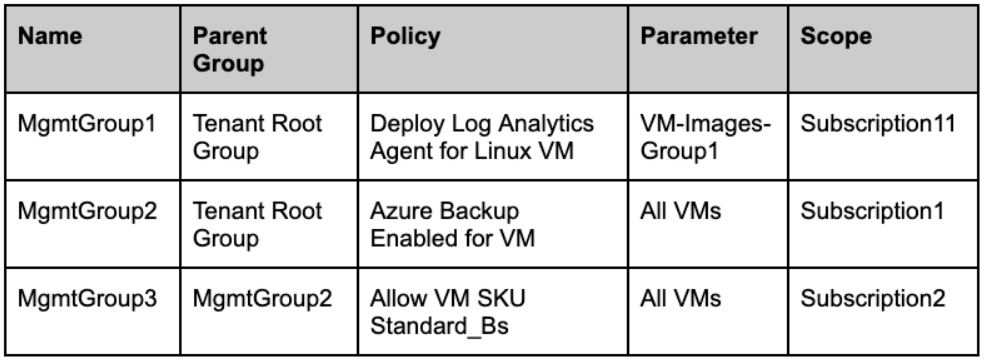 Name Parent Policy Parameter Scope
Group
MgmtGroup1 Tenant Root Deploy Log Analytics VM-Images- Subscription11
Group Agent for Linux VM Group1
MgmtGroup2 Tenant Root Azure Backup All VMs Subscription1
Group Enabled for VM
MgmtGroup3 MgmtGroup2 Allow VM SKU All VMs Subscription2
Standard_Bs